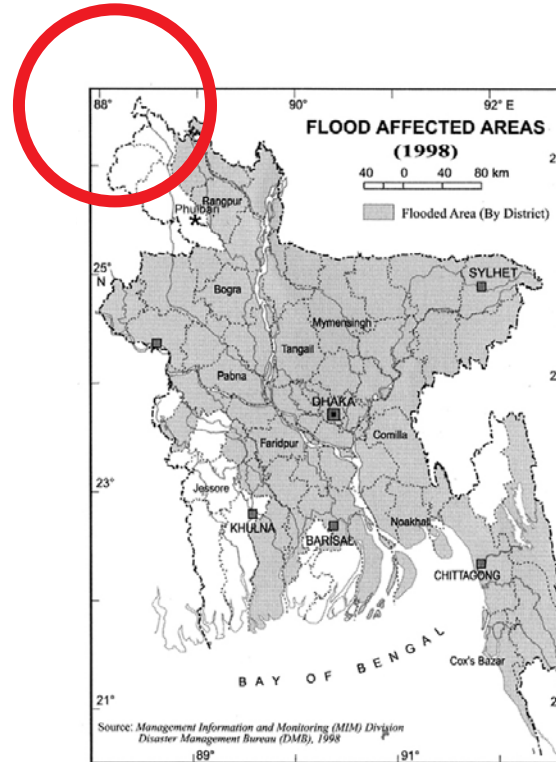 88° 90° 92° E
FLOOD AFFECTED AREAS
(1998)
40 0 40 80 km
Flooded Area (By District)
Rangpur
Phulbari
25°
N
SYLHET
Bogra
Mymensingh
Tangail
Pabna
DHAKA
Faridpur
Comilla
23°
Jessore
KHULNA
BARISAL
Noakhali
CHITTAGONG
BAY OF BENGAL
Cox's Bazar
21°
Source: Management Information and Monitoring (MIM) Division
Disaster Management Bureau (DMB), 1998
89° 91°